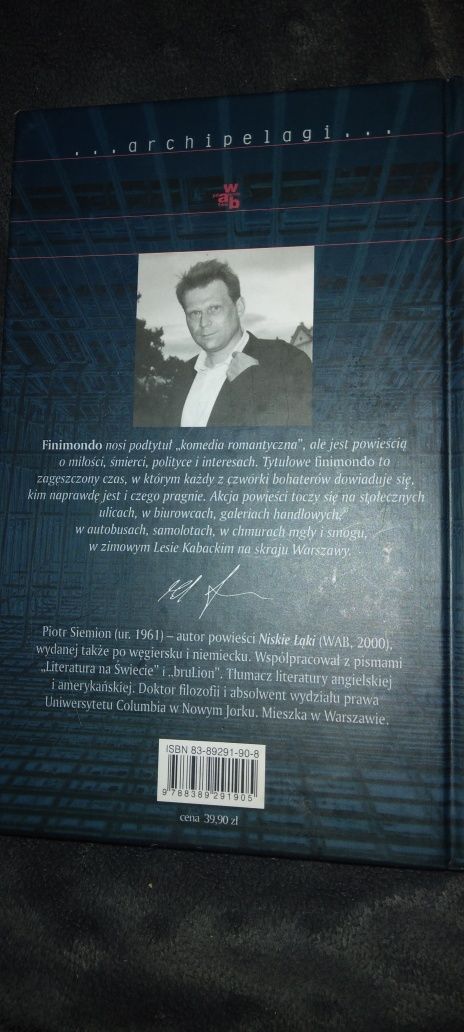 ...archipelagi...
w
ab
Finimondo nosi podtytuł „komedia romantyczna”, ale jest powieścią
o miłości, śmierci, polityce i interesach. Tytułowe finimondo to
zagęszczony czas, w którym każdy z czwórki bohaterów dowiaduje się,
kim naprawdę jest i czego pragnie. Akcja powieści toczy się na stołecznych
ulicach, w biurowcach, galeriach handlowych,
w autobusach, samolotach, w chmurach mgły i smogu,
w zimowym Lesie Kabackim na skraju Warszawy.
Piotr Siemion (ur. 1961) – autor powieści Niskie Łąki (WAB, 2000),
wydanej także po węgiersku i niemiecku. Współpracował z pismami
„Literatura na Świecie” i „bruLion”. Tłumacz literatury angielskiej
i amerykańskiej. Doktor filozofii i absolwent wydziału prawa
Uniwersytetu Columbia w Nowym Jorku. Mieszka w Warszawie.
ISBN 83-89291-90-8
9 788389 291905
cena 39,90 zł